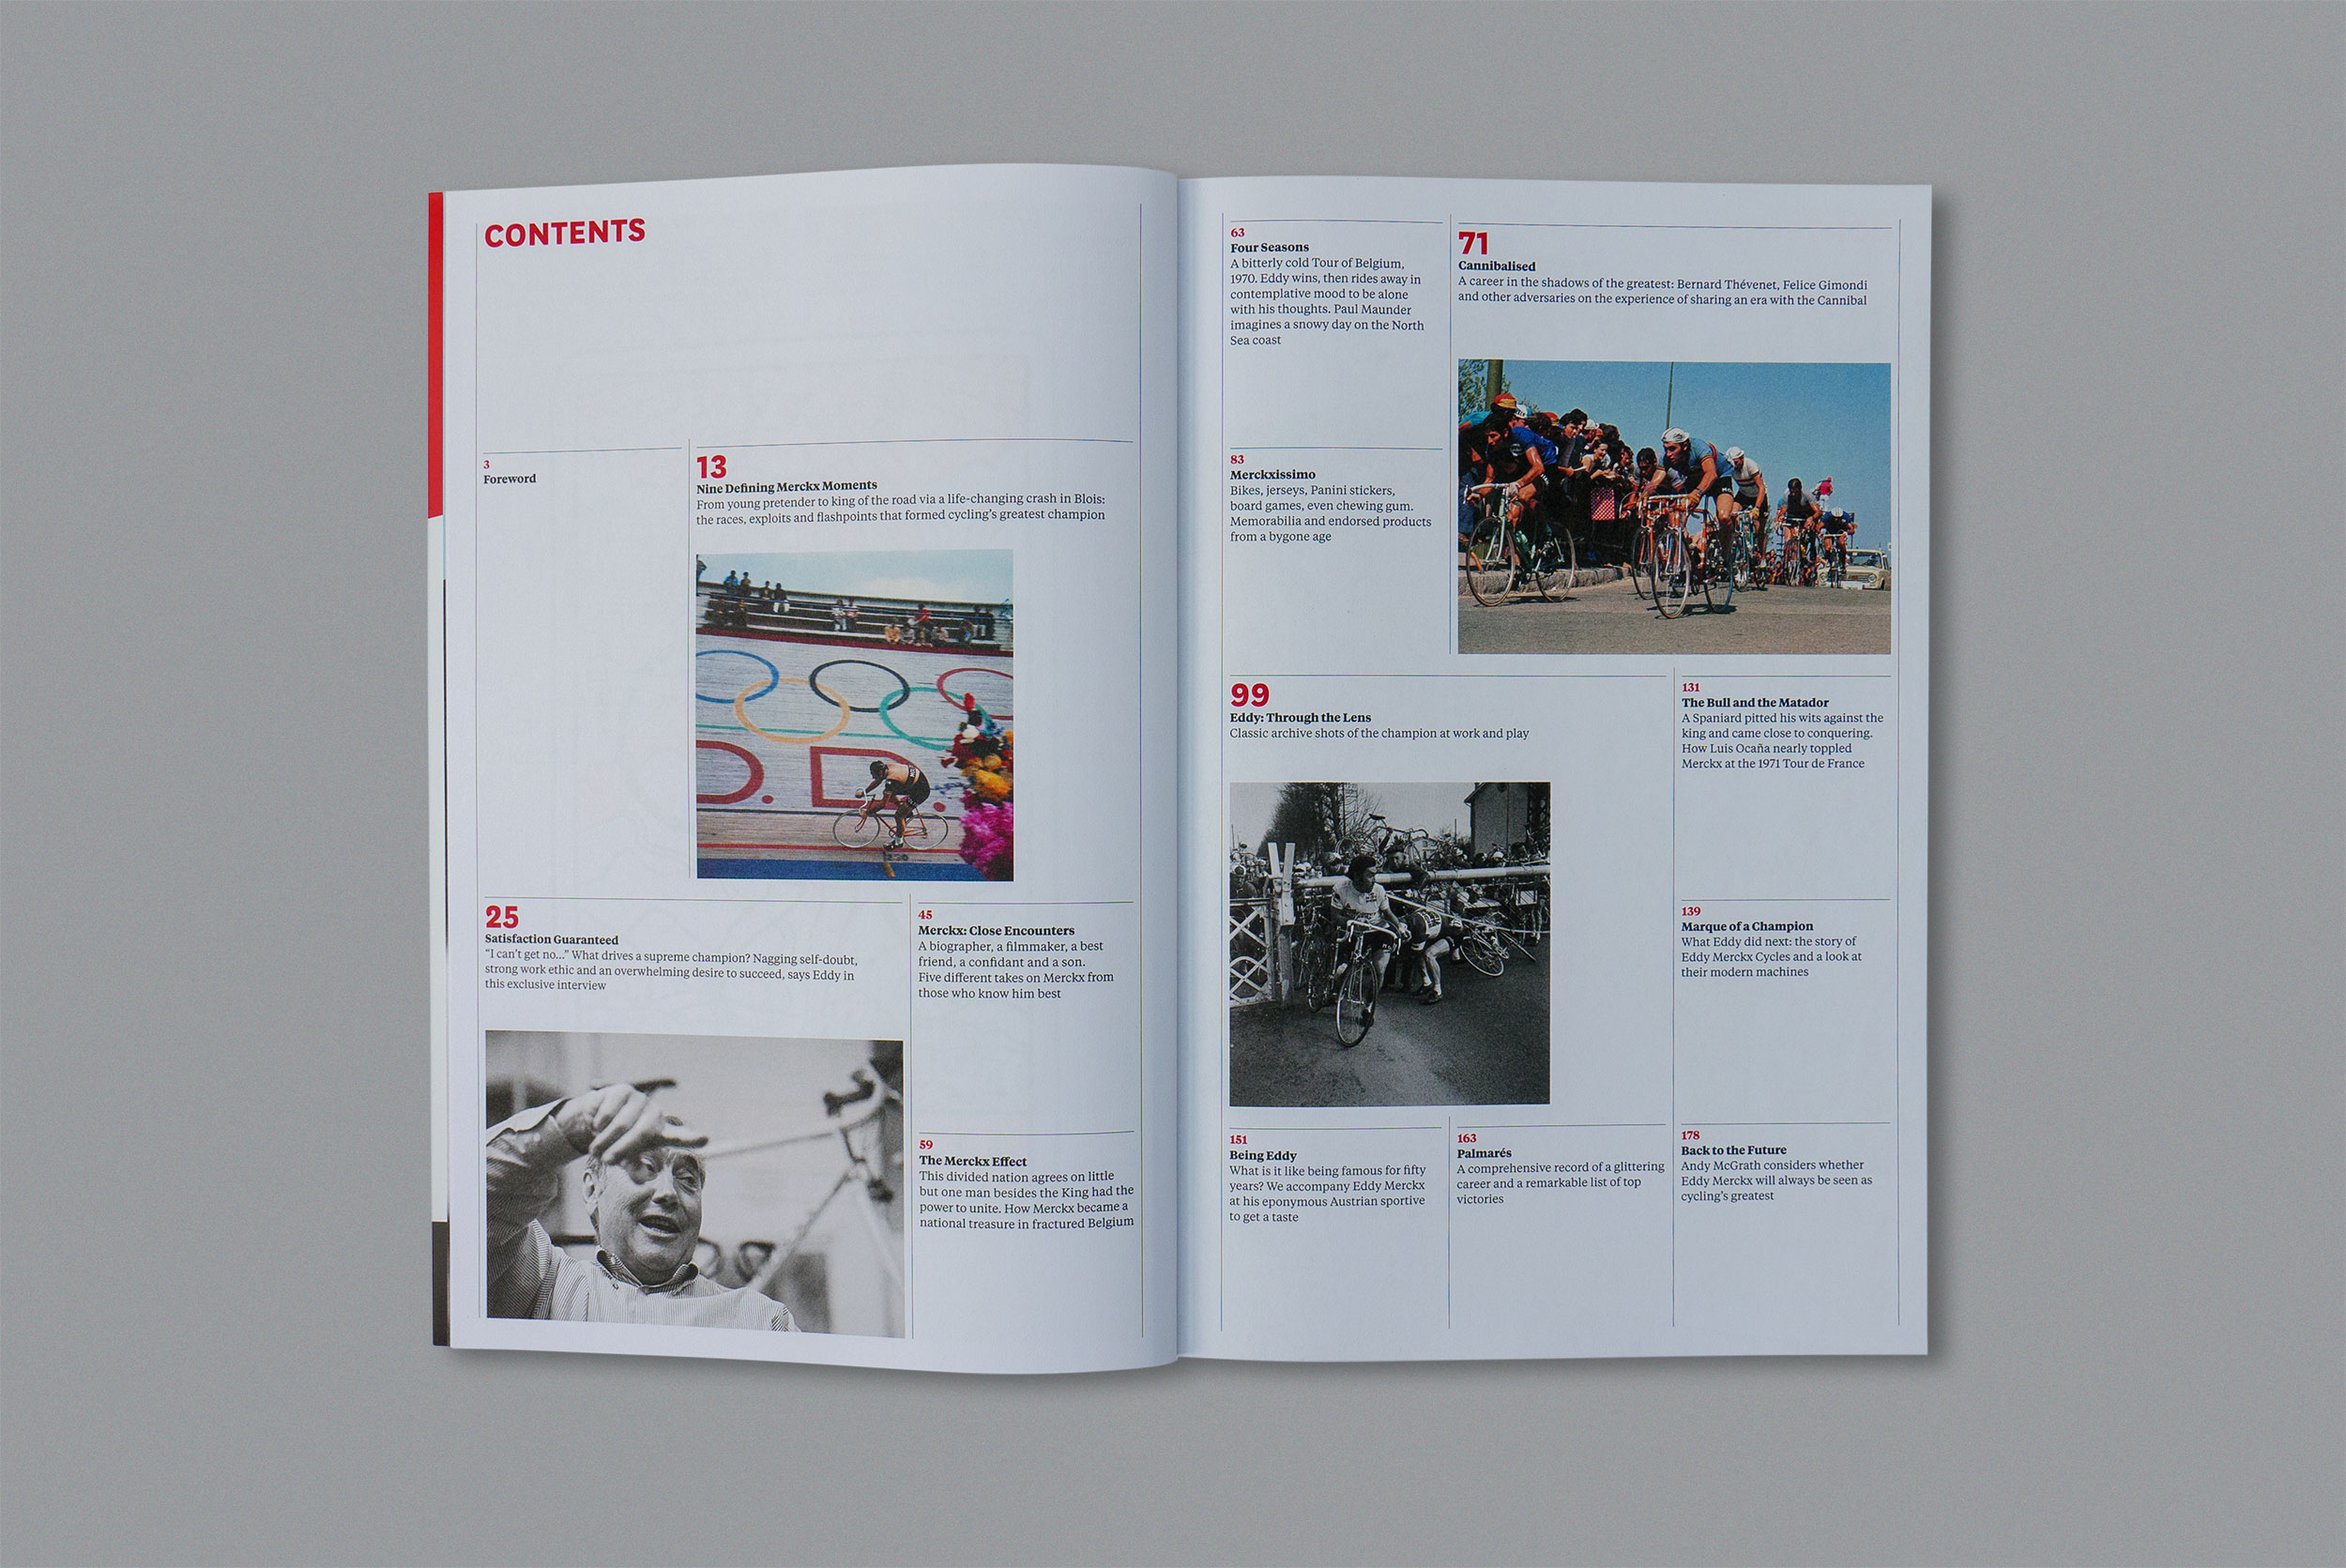 CONTENTS
3
Foreword
13
Nine Defining Merckx Moments
From young pretender to king of the road via a life-changing crash in Blois:
the races, exploits and flashpoints that formed cycling's greatest champion
D.D.
25
Satisfaction Guaranteed
“I can't get no...” What drives a supreme champion? Nagging self-doubt,
strong work ethic and an overwhelming desire to succeed, says Eddy in
this exclusive interview
45
Merckx: Close Encounters
A biographer, a filmmaker, a best
friend, a confidant and a son.
Five different takes on Merckx from
those who know him best
59
The Merckx Effect
This divided nation agrees on little
but one man besides the King had the
power to unite. How Merckx became a
national treasure in fractured Belgium
63
Four Seasons
A bitterly cold Tour of Belgium,
1970. Eddy wins, then rides away in
contemplative mood to be alone
with his thoughts. Paul Maunder
imagines a snowy day on the North
Sea coast
71
Cannibalised
A career in the shadows of the greatest: Bernard Thévenet, Felice Gimondi
and other adversaries on the experience of sharing an era with the Cannibal
83
Merckxissimo
Bikes, jerseys, Panini stickers,
board games, even chewing gum.
Memorabilia and endorsed products
from a bygone age
99
Eddy: Through the Lens
Classic archive shots of the champion at work and play
131
The Bull and the Matador
A Spaniard pitted his wits against the
king and came close to conquering.
How Luis Ocaña nearly toppled
Merckx at the 1971 Tour de France
139
Marque of a Champion
What Eddy did next: the story of
Eddy Merckx Cycles and a look at
their modern machines
151
Being Eddy
What is it like being famous for fifty
years? We accompany Eddy Merckx
at his eponymous Austrian sportive
to get a taste
163
Palmarés
A comprehensive record of a glittering
career and a remarkable list of top
victories
178
Back to the Future
Andy McGrath considers whether
Eddy Merckx will always be seen as
cycling's greatest